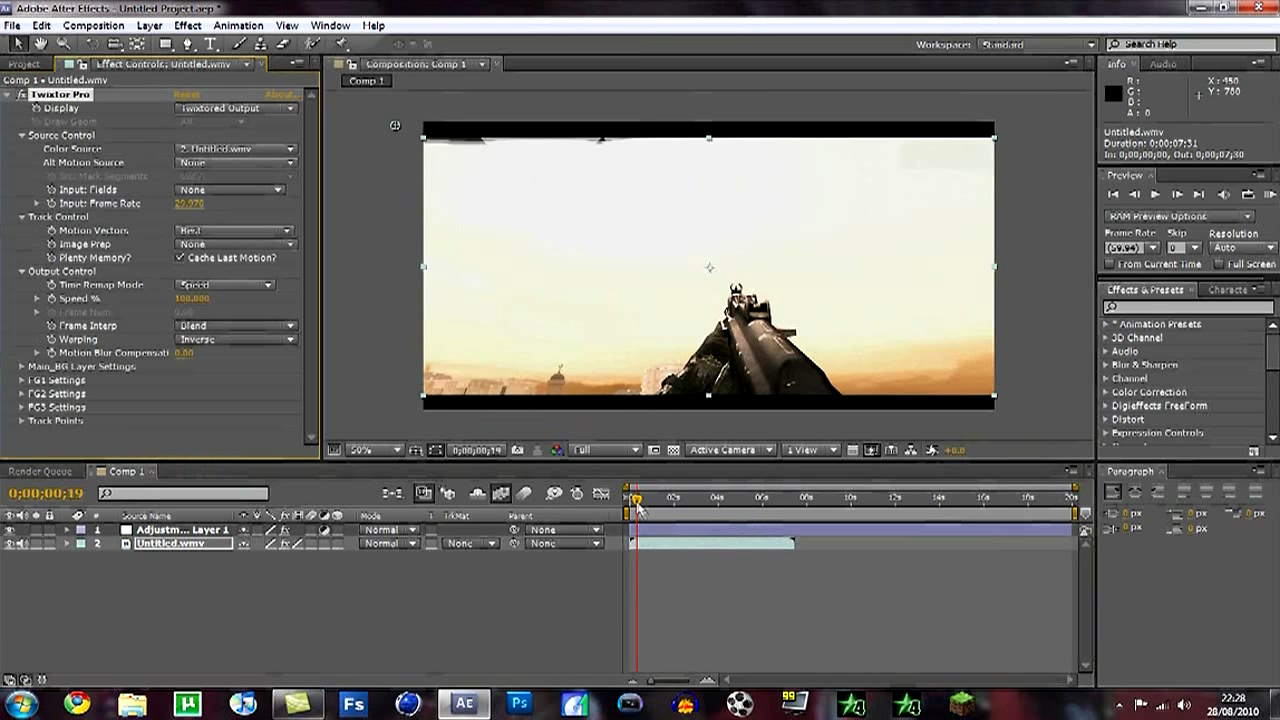 Adobe After Effects - Untitled Project.aep *
File Edit Composition Layer Effect Animation View Window Help
Workspace: Standard Search Help
Project Effect Controls: Untitled.wmv Composition: Comp 1 Info Audio
Comp 1 • Untitled.wmv
Comp 1
R: X: 450
G: Y: 780
B:
A: 0
Twixtor Pro Reset About...
Display Twixtored Output
Draw Geom All
Source Control
Color Source 2. Untitled.wmv
Alt Motion Source None
Src: Mark Segments
Input: Fields None
Input: Frame Rate 29.970
Track Control
Motion Vectors Best
Image Prep None
Plenty Memory? Cache Last Motion?
Output Control
Time Remap Mode Speed
Speed % 100.000
Frame Num 0.00
Frame Interp Blend
Warping Inverse
Motion Blur Compensati 0.00
Main_BG Layer Settings
FG1 Settings
FG2 Settings
FG3 Settings
Track Points
Untitled.wmv
Duration: 0;00;07;31
In: 0;00;00;00, Out: 0;00;07;30
Preview
RAM Preview Options
Frame Rate Skip Resolution
(59.94) 0 Auto
From Current Time Full Screen
Effects & Presets Characte
* Animation Presets
3D Channel
Audio
Blur & Sharpen
Channel
Color Correction
Digieffects FreeForm
Distort
Expression Controls
50% 0;00;00;19 Full Active Camera 1 View +0.0
Render Queue Comp 1 Paragraph
0;00;00;19
02s 04s 06s 08s 10s 12s 14s 16s 18s 20s
# Source Name Mode T TrkMat Parent
1 Adjustm... Layer 1 Normal None
2 Untitled.wmv Normal None None
0 px 0 px 0 px
0 px 0 px
Fs AE Ps 99
22:28
28/08/2010